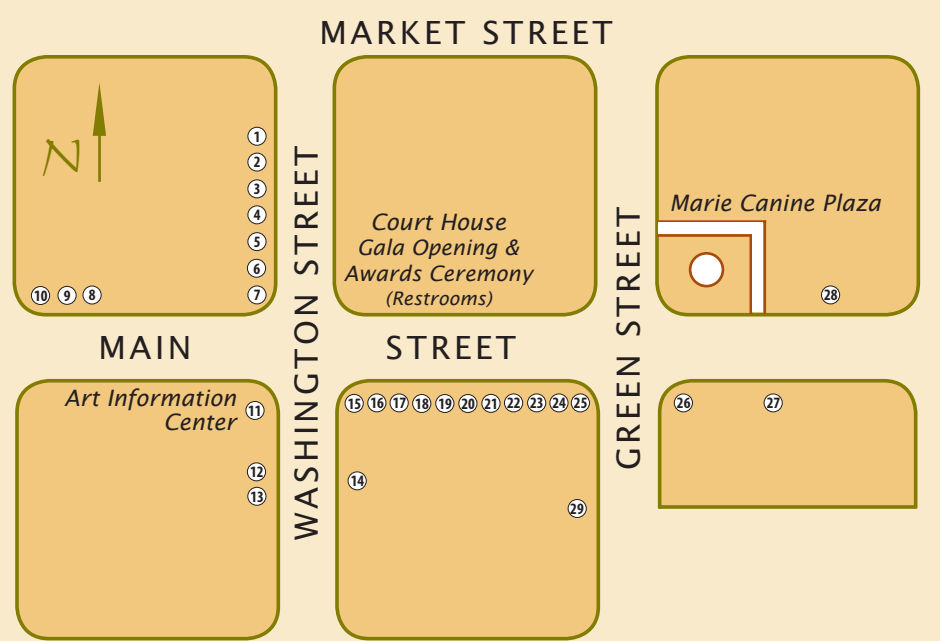 MARKET STREET
N
1
2
3
4
5
6
7
10 9 8
WASHINGTON STREET
Court House
Gala Opening &
Awards Ceremony
(Restrooms)
GREEN STREET
Marie Canine Plaza
28
MAIN STREET
Art Information
Center
11
12
13
15 16 17 18 19 20 21 22 23 24 25
14
29
26 27